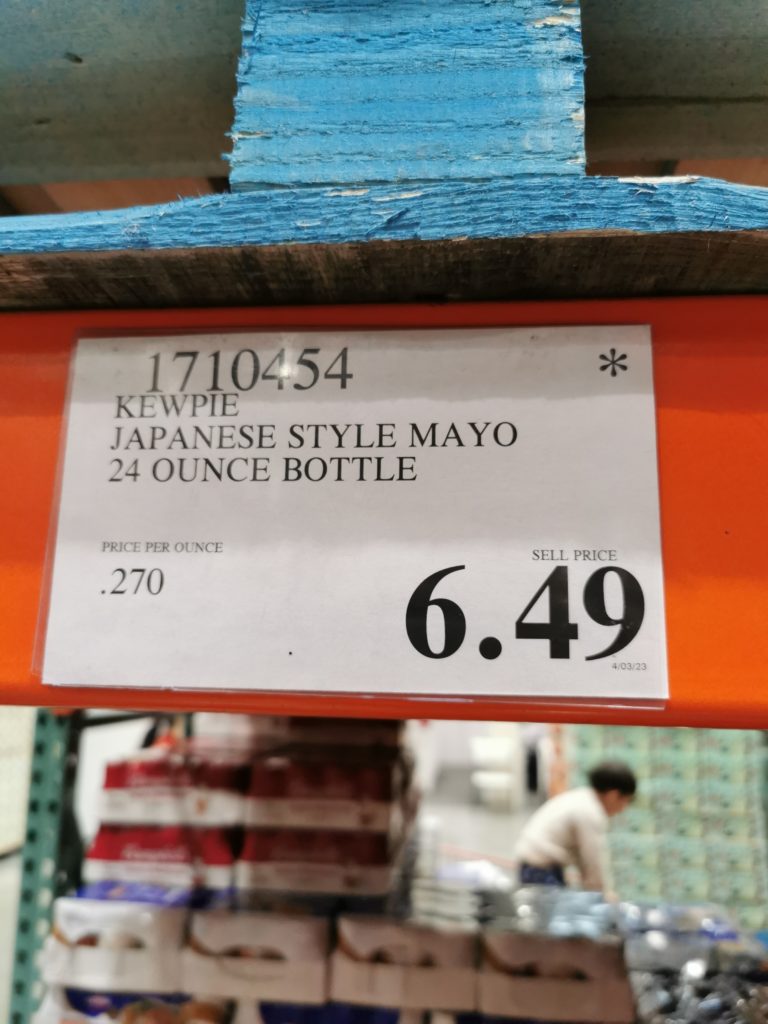 1710454 *
KEWPIE
JAPANESE STYLE MAYO
24 OUNCE BOTTLE
PRICE PER OUNCE
.270
SELL PRICE
6.49
4/03/23